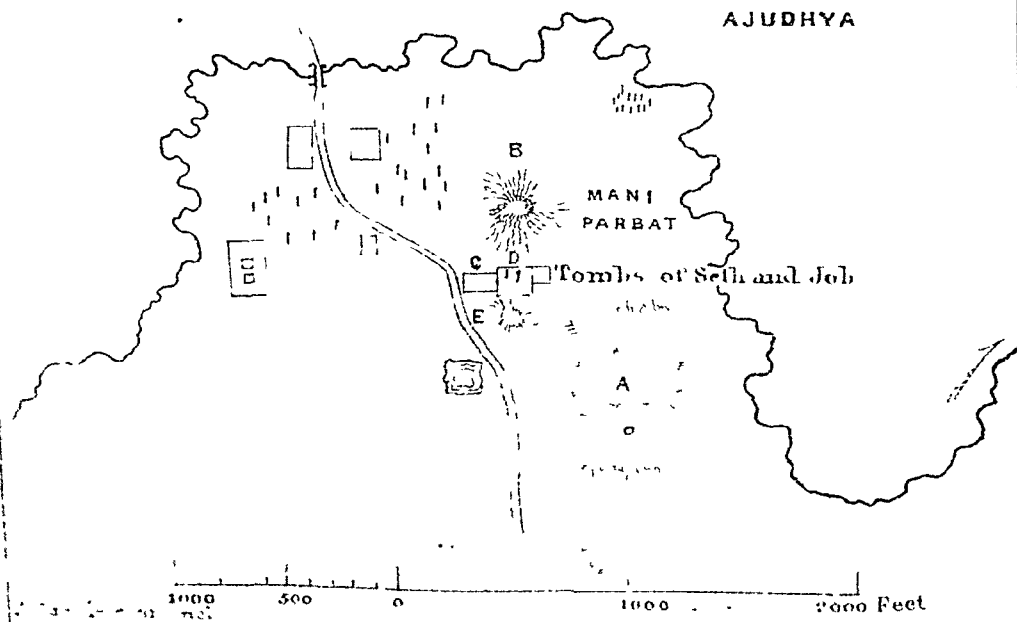 AJUDHYA
B
MANI
PARBAT
C D
Tombs of Seth and Job
E
A
1000 500 0 1000 2000 Feet